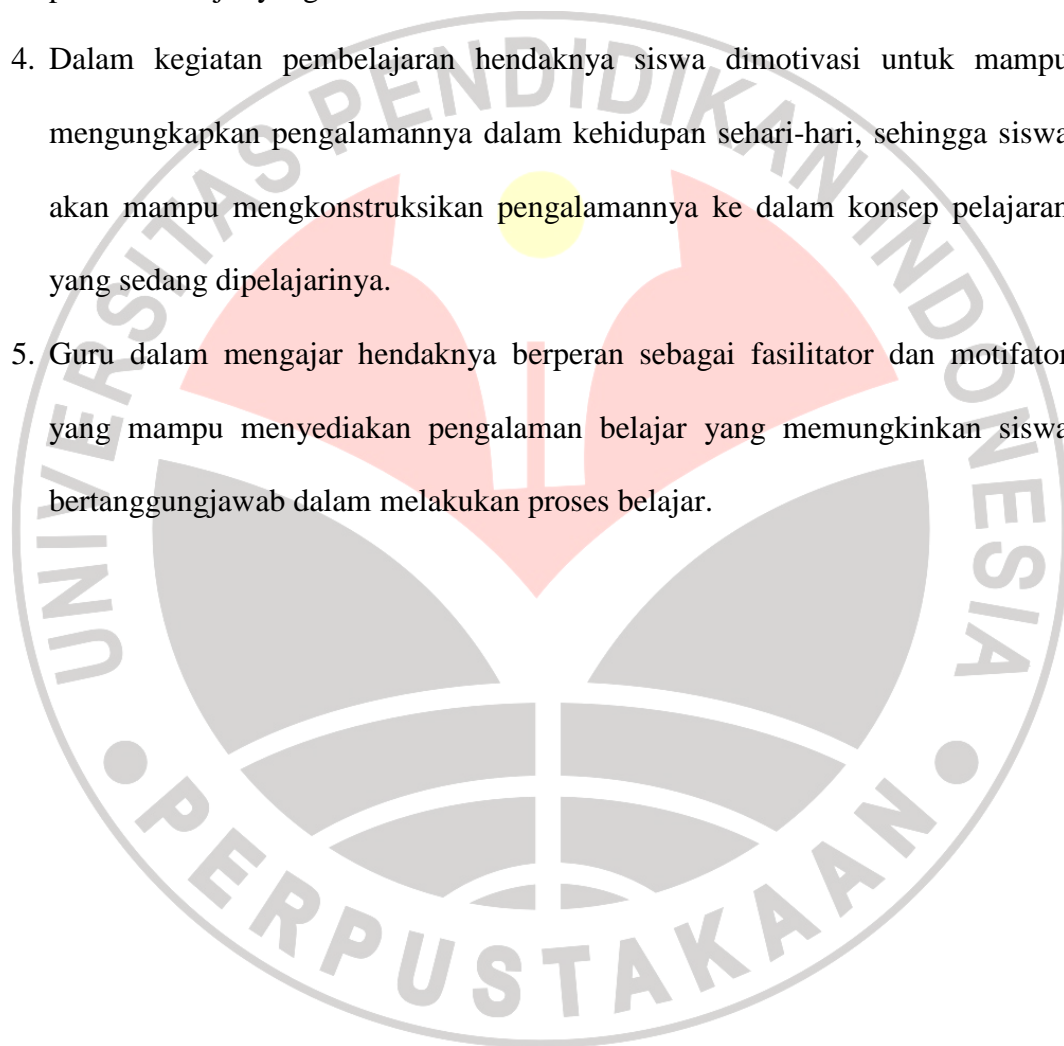 4. Dalam kegiatan pembelajaran hendaknya siswa dimotivasi untuk mampu
mengungkapkan pengalamannya dalam kehidupan sehari-hari, sehingga siswa
akan mampu mengkonstruksikan pengalamannya ke dalam konsep pelajaran
yang sedang dipelajarinya.
5. Guru dalam mengajar hendaknya berperan sebagai fasilitator dan motifator
yang mampu menyediakan pengalaman belajar yang memungkinkan siswa
bertanggungjawab dalam melakukan proses belajar.
UNIVERSITAS PENDIDIKAN INDONESIA
PERPUSTAKAAN